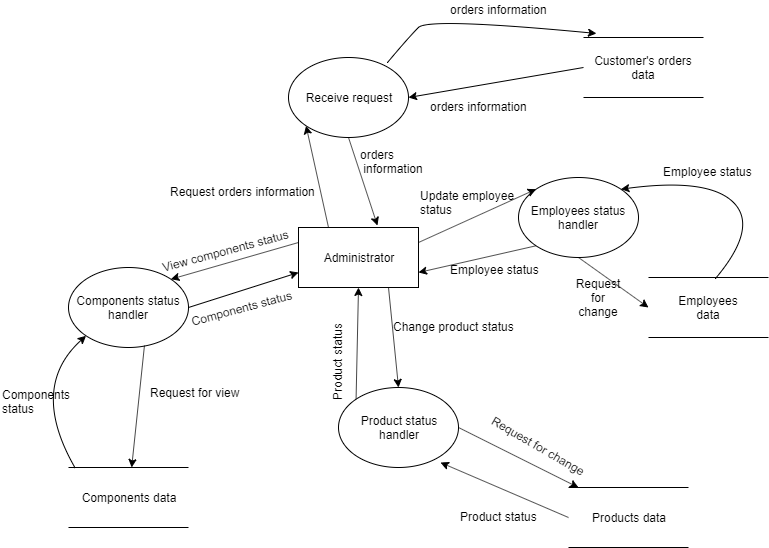 orders information
Customer's orders
data
Receive request
orders information
orders
information
Request orders information
Employee status
Update employee
status
Employees status
handler
View components status
Administrator
Employee status
Request
for
change
Employees
data
Components status
handler
Components status
Change product status
Product status
Components
status
Request for view
Product status
handler
Request for change
Components data
Product status
Products data